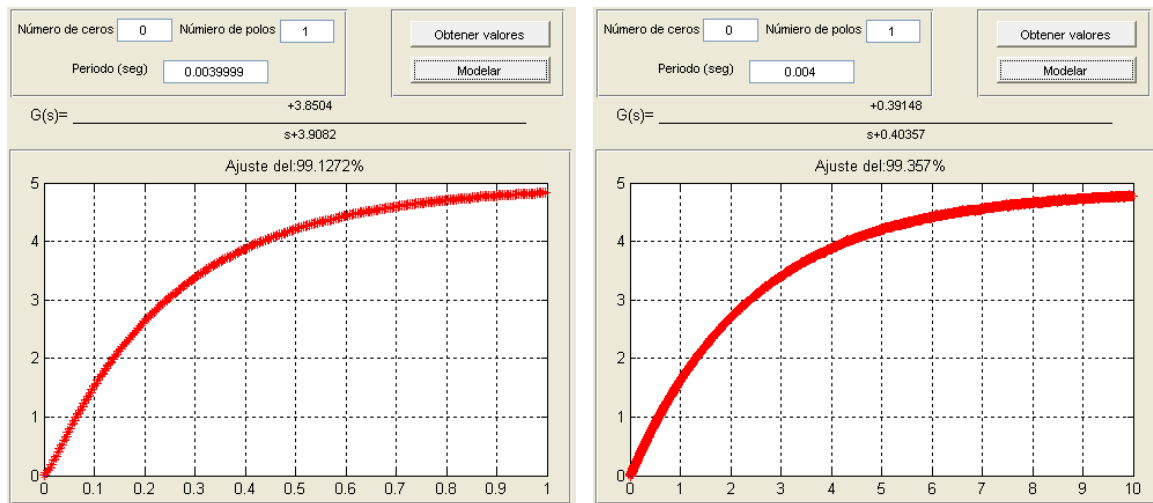 Número de ceros 0 Númiero de polos 1
Obtener valores
Periodo (seg) 0.0039999
Modelar
+3.8504
G(s)=
s+3.9082
Ajuste del:99.1272%
5
4
3
2
1
0
0 0.1 0.2 0.3 0.4 0.5 0.6 0.7 0.8 0.9 1
Número de ceros 0 Númiero de polos 1
Obtener valores
Periodo (seg) 0.004
Modelar
+0.39148
G(s)=
s+0.40357
Ajuste del:99.357%
5
4
3
2
1
0
0 1 2 3 4 5 6 7 8 9 10